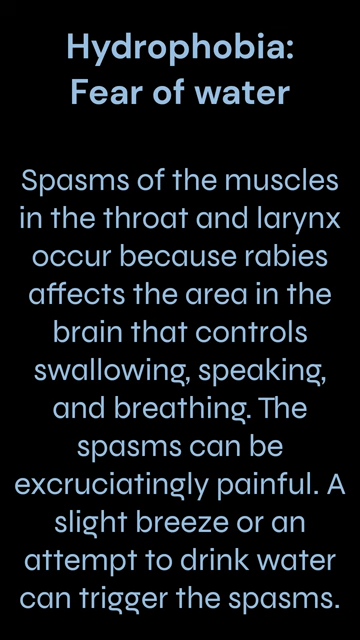 Hydrophobia:
Fear of water
Spasms of the muscles
in the throat and larynx
occur because rabies
affects the area in the
brain that controls
swallowing, speaking,
and breathing. The
spasms can be
excruciatingly painful. A
slight breeze or an
attempt to drink water
can trigger the spasms.